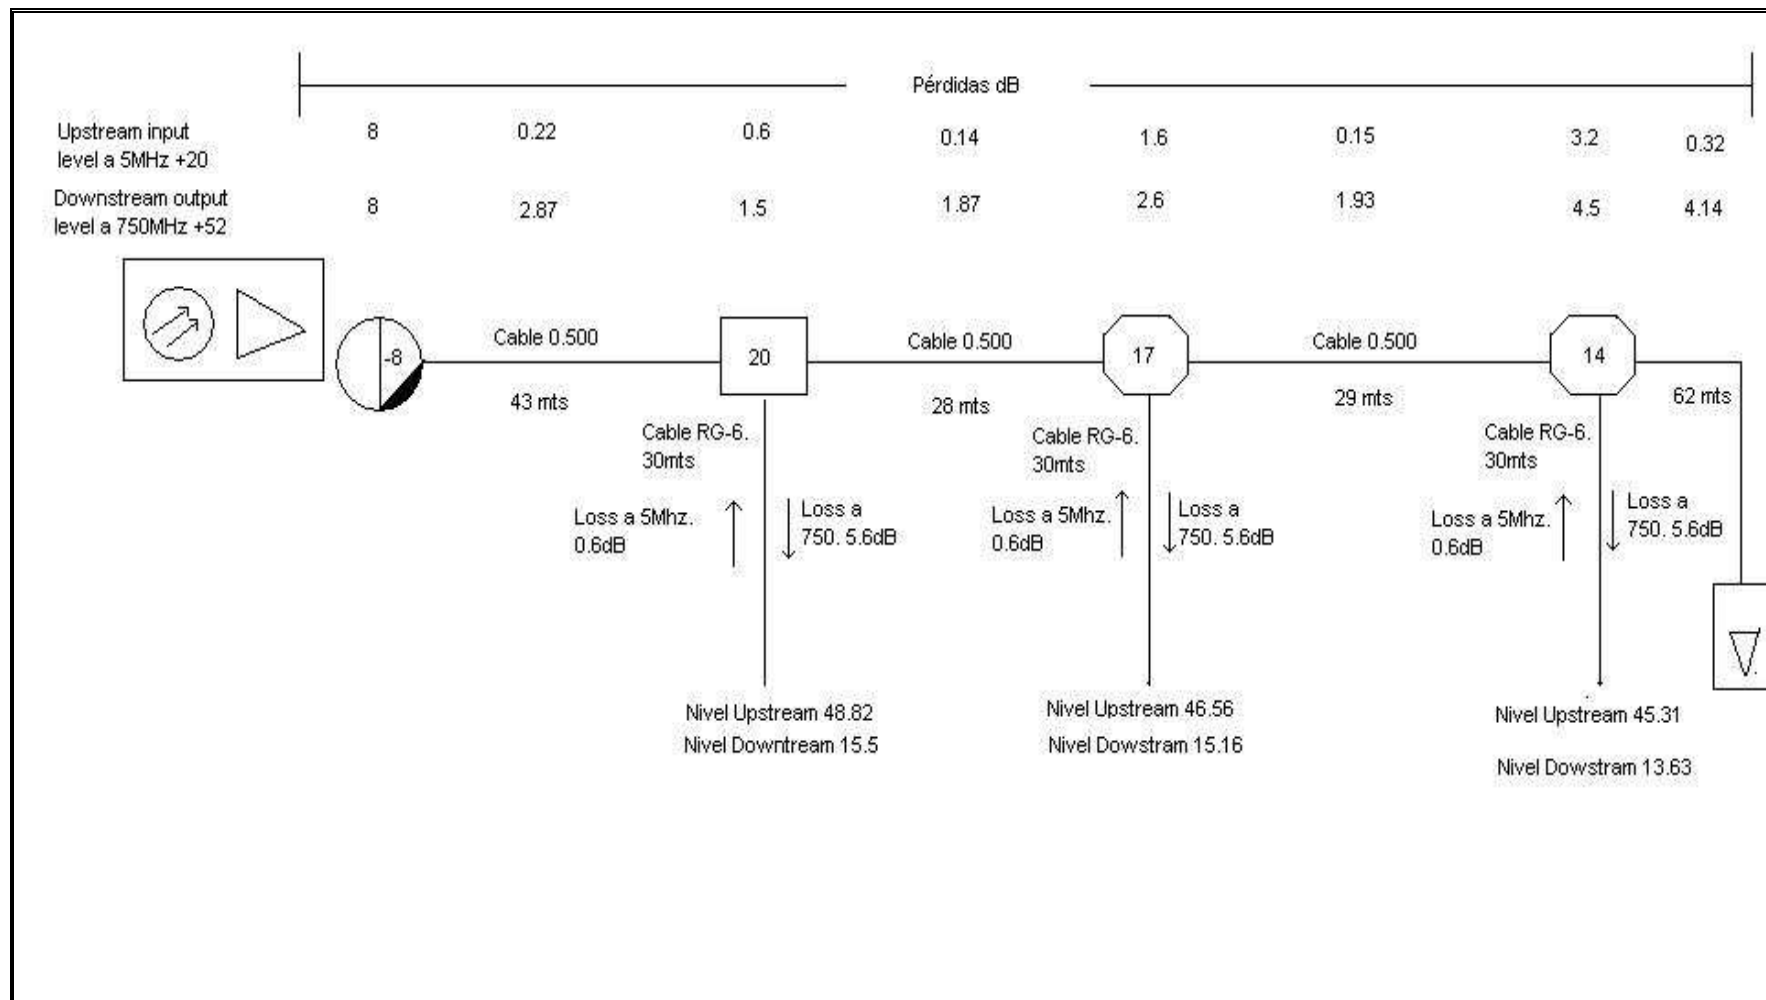 Pérdidas dB
Upstream input
level a 5MHz +20
8 0.22 0.6 0.14 1.6 0.15 3.2 0.32
Downstream output
level a 750MHz +52
8 2.87 1.5 1.87 2.6 1.93 4.5 4.14
-8
Cable 0.500
43 mts
20
Cable 0.500
28 mts
17
Cable 0.500
29 mts
14
62 mts
Cable RG-6.
30mts
Loss a 5Mhz.
0.6dB
Loss a
750. 5.6dB
Cable RG-6.
30mts
Loss a 5Mhz.
0.6dB
Loss a
750. 5.6dB
Cable RG-6.
30mts
Loss a 5Mhz.
0.6dB
Loss a
750. 5.6dB
Nivel Upstream 48.82
Nivel Downtream 15.5
Nivel Upstream 46.56
Nivel Dowstram 15.16
Nivel Upstream 45.31
Nivel Dowstram 13.63